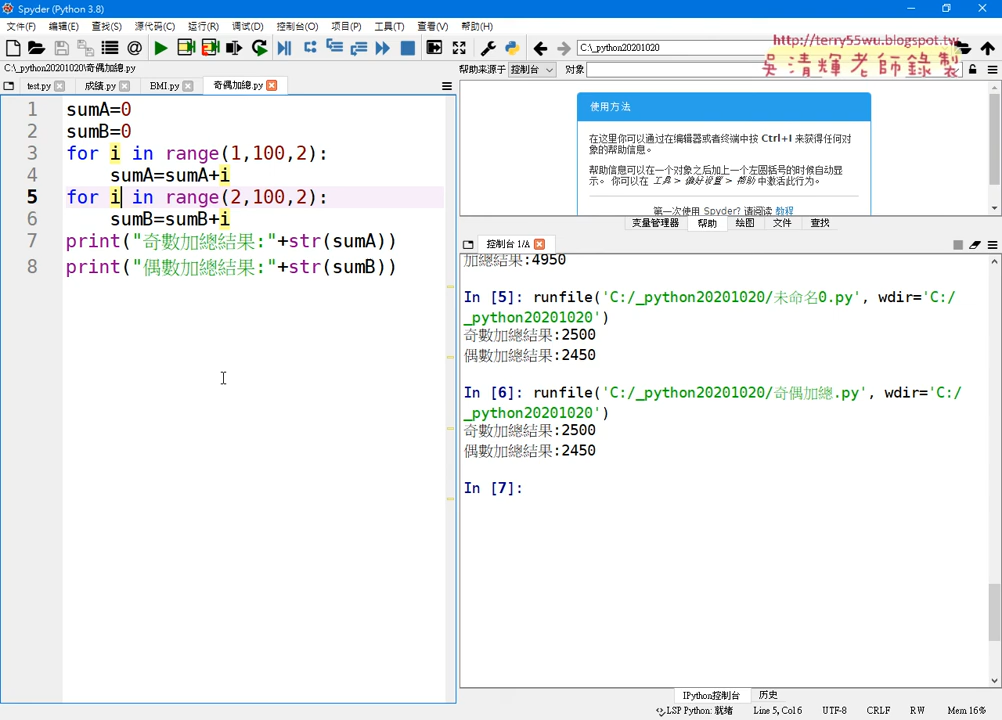 Spyder (Python 3.8)
文件(F) 编辑(E) 查找(S) 源代码(C) 运行(R) 调试(D) 控制台(O) 项目(P) 工具(T) 查看(V) 帮助(H)
http://terry55wu.blogspot.tw
吳清輝老師錄製
C:\_python20201020
C:\_python20201020\奇偶加總.py
帮助来源于 控制台 对象
test.py 成績.py BMI.py 奇偶加總.py
1 sumA=0
2 sumB=0
3 for i in range(1,100,2):
4 sumA=sumA+i
5 for i in range(2,100,2):
6 sumB=sumB+i
7 print("奇數加總結果:"+str(sumA))
8 print("偶數加總結果:"+str(sumB))
使用方法
在这里你可以通过在编辑器或者终端中按 Ctrl+I 来获得任何对
象的帮助信息。
帮助信息可以在一个对象之后加上一个左圆括号的时候自动显
示。 你可以在 工具 > 偏好设置 > 帮助 中激活此行为。
第一次使用 Spyder? 请阅读 教程
变量管理器 帮助 绘图 文件 查找
控制台 1/A
加總結果:4950
In [5]: runfile('C:/_python20201020/未命名0.py', wdir='C:/
_python20201020')
奇數加總結果:2500
偶數加總結果:2450
In [6]: runfile('C:/_python20201020/奇偶加總.py', wdir='C:/
_python20201020')
奇數加總結果:2500
偶數加總結果:2450
In [7]:
IPython控制台 历史
LSP Python: 就绪 Line 5, Col 6 UTF-8 CRLF RW Mem 16%